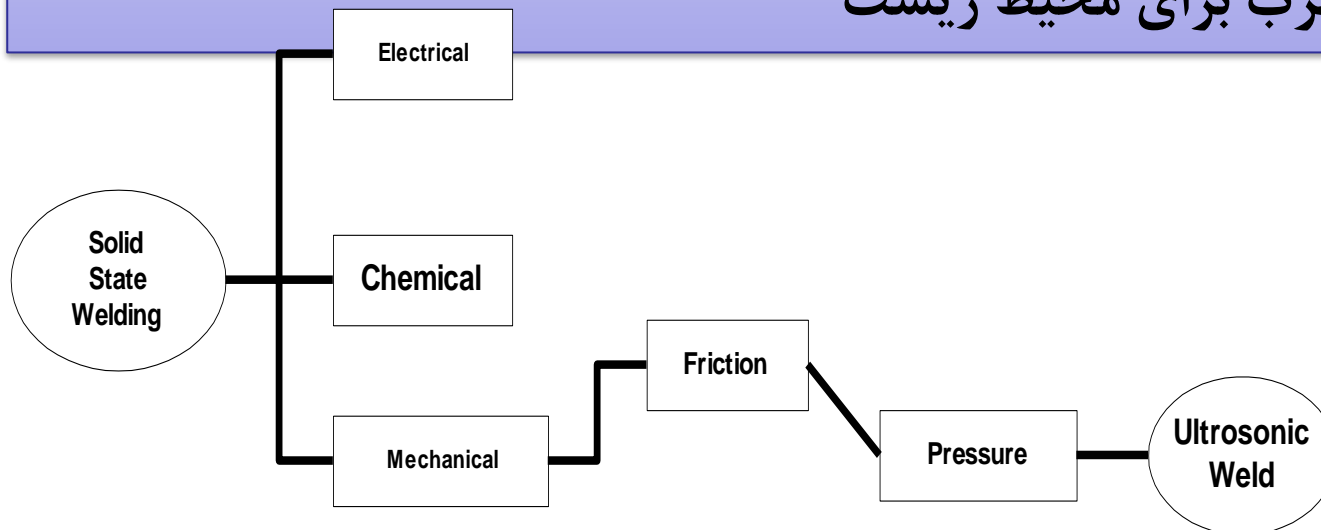 برای محیط زیست
Electrical
Solid
State
Welding
Chemical
Friction
Mechanical
Pressure
Ultrosonic
Weld